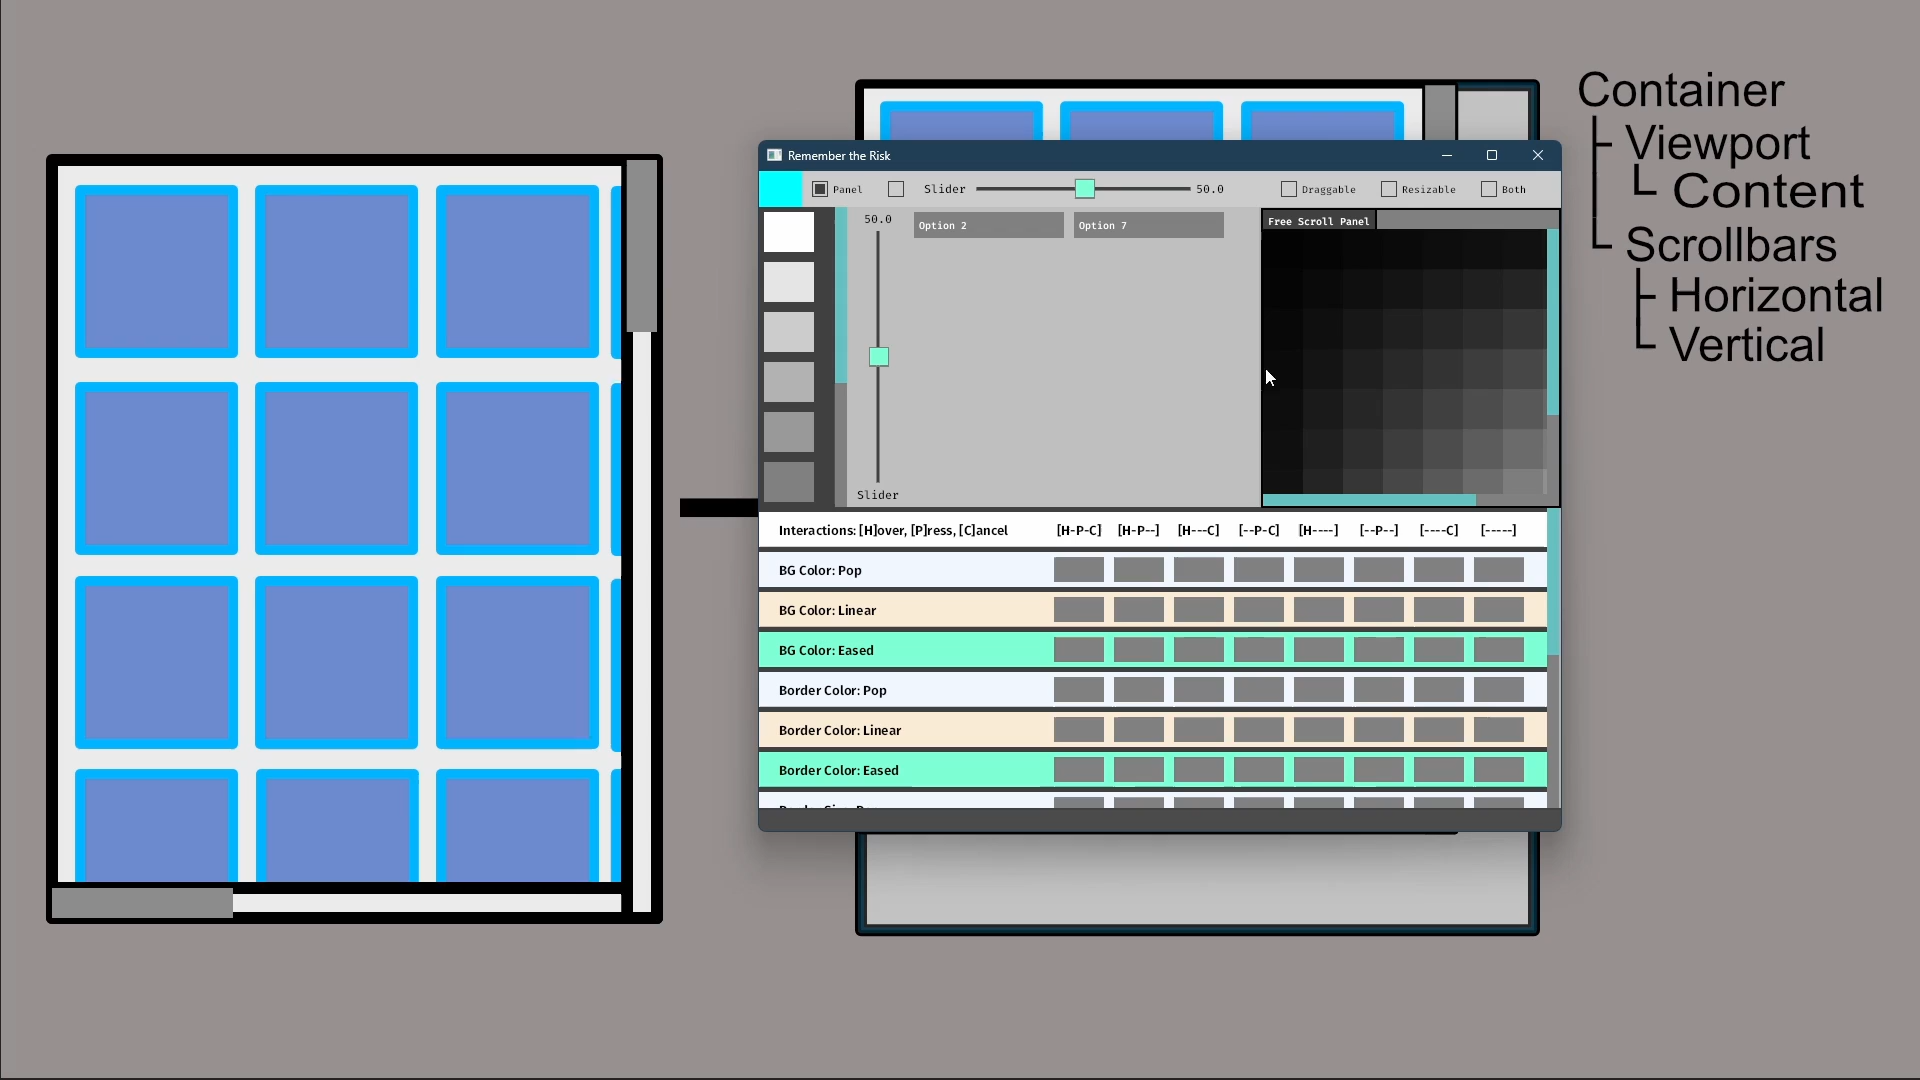 Container
Viewport
Content
Scrollbars
Horizontal
Vertical
Remember the Risk
Panel
Slider 50.0
Draggable Resizable Both
50.0
Option 2 Option 7
Free Scroll Panel
Slider
Interactions: [H]over, [P]ress, [C]ancel [H-P-C] [H-P--] [H---C] [--P-C] [H----] [--P--] [----C] [-----]
BG Color: Pop
BG Color: Linear
BG Color: Eased
Border Color: Pop
Border Color: Linear
Border Color: Eased